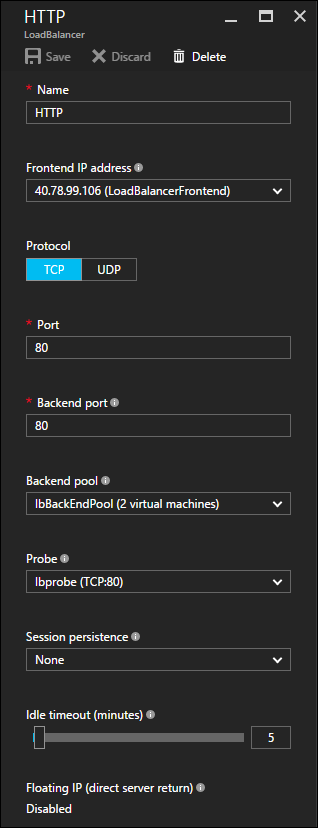 HTTP
LoadBalancer
Save Discard Delete
* Name
HTTP
Frontend IP address
40.78.99.106 (LoadBalancerFrontend)
Protocol
TCP UDP
* Port
80
* Backend port
80
Backend pool
lbBackEndPool (2 virtual machines)
Probe
lbprobe (TCP:80)
Session persistence
None
Idle timeout (minutes)
5
Floating IP (direct server return)
Disabled